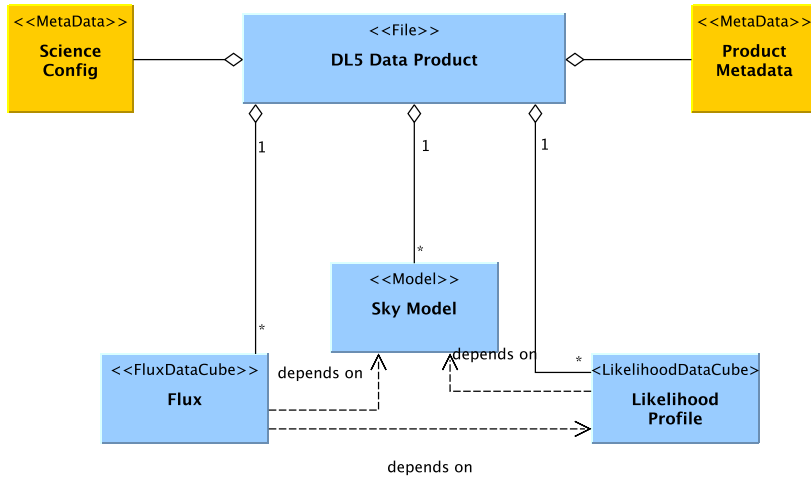 <<MetaData>>
Science
Config
<<File>>
DL5 Data Product
<<MetaData>>
Product
Metadata
1
1
1
*
<<Model>>
Sky Model
*
<<FluxDataCube>>
Flux
depends on
depends on
*
<LikelihoodDataCube>
Likelihood
Profile
depends on